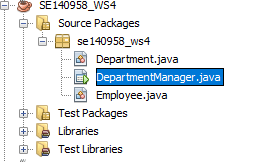 SE140958_WS4
Source Packages
se140958_ws4
Department.java
DepartmentManager.java
Employee.java
Test Packages
Libraries
Test Libraries